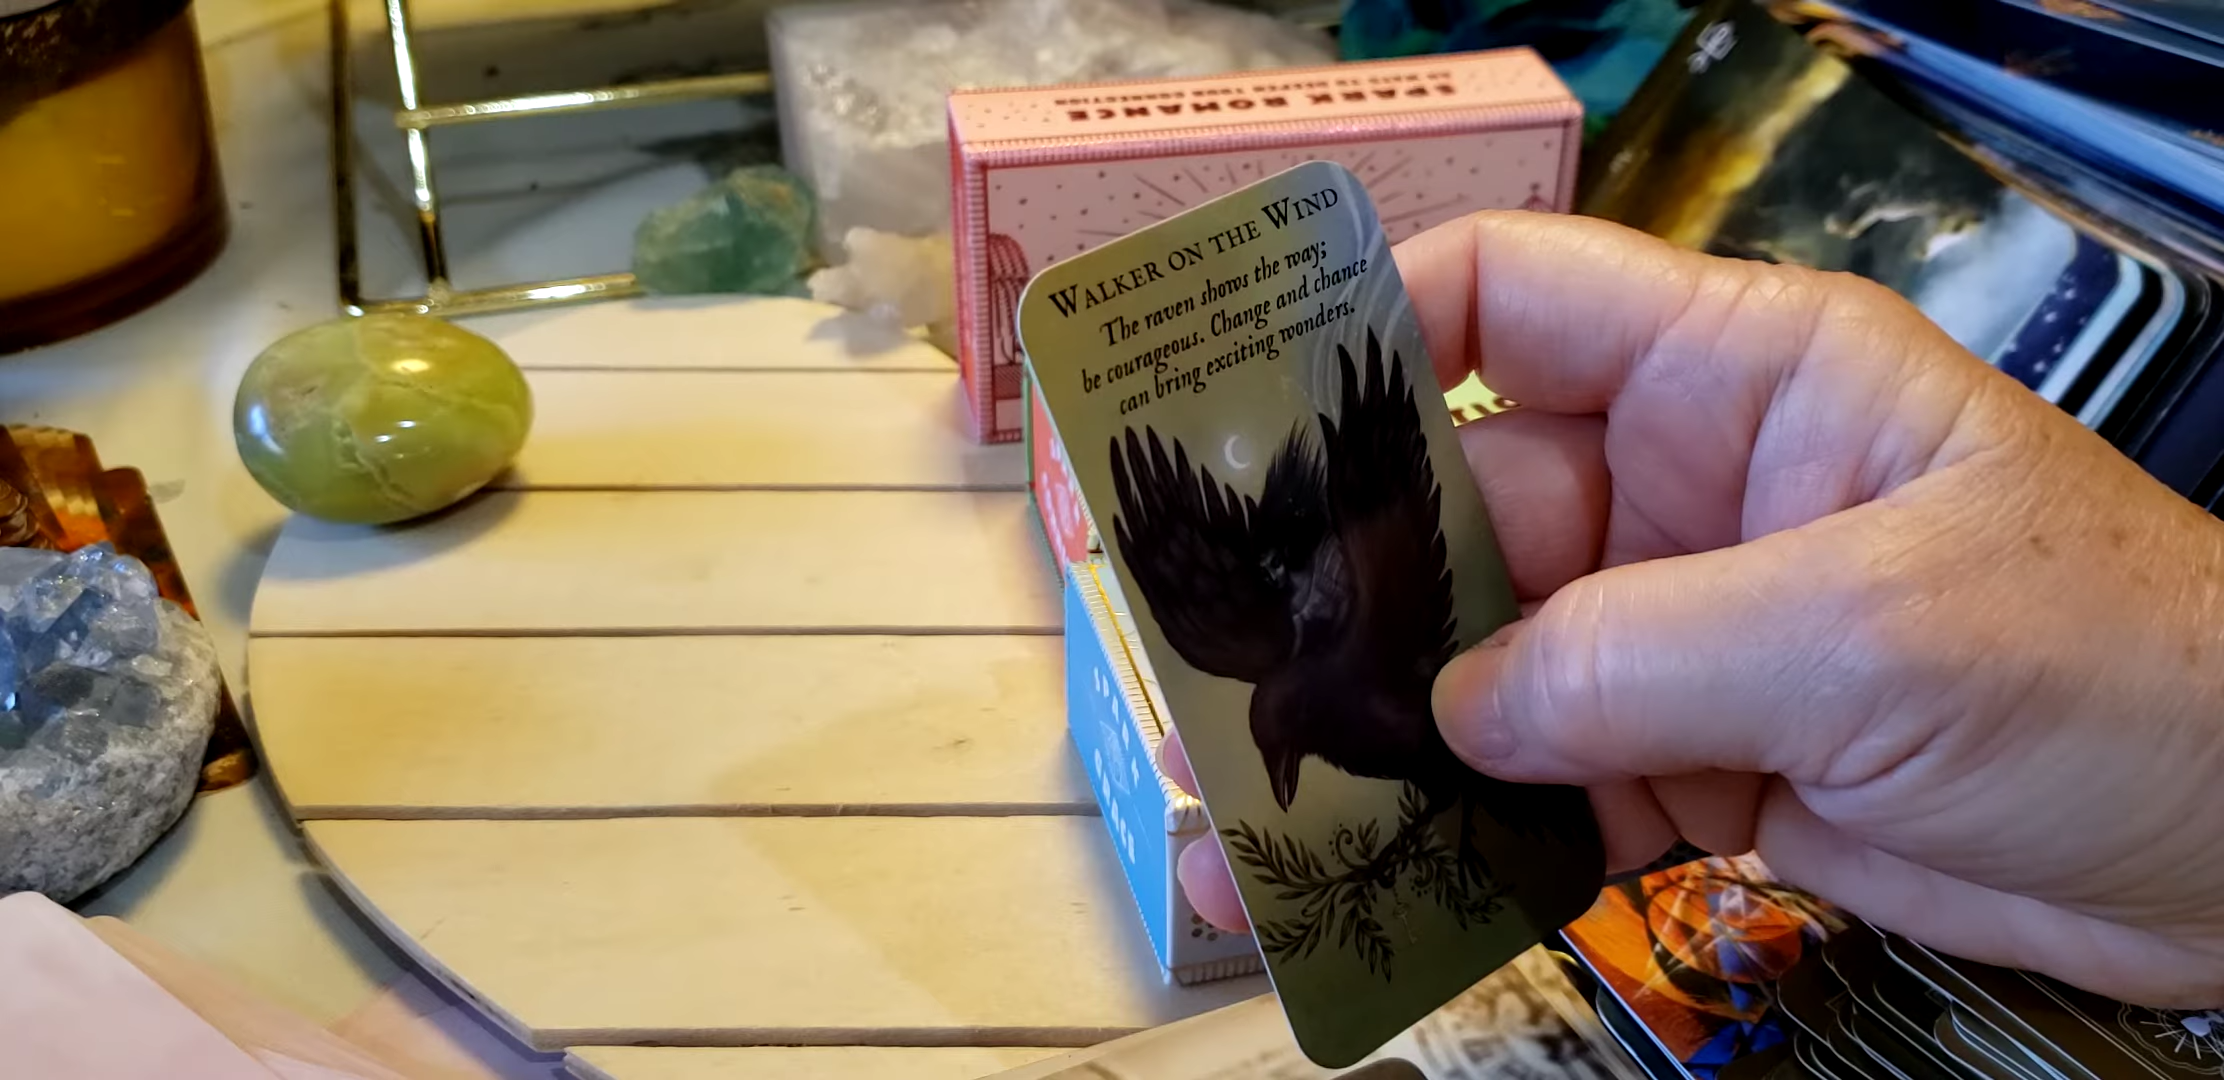 SPARK ROMANCE
WALKER ON THE WIND
The raven shows the way;
be courageous. Change and chance
can bring exciting wonders.